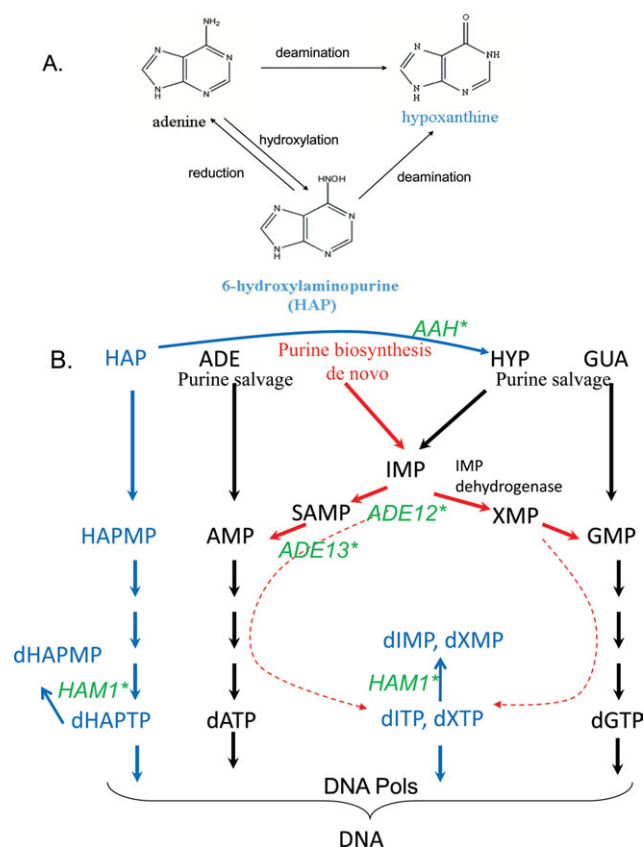 A.
NH₂
N
N
N
H
N
adenine
deamination
O
N
NH
N
H
N
hypoxanthine
hydroxylation
reduction
HNOH
N
N
N
H
N
deamination
6-hydroxylaminopurine
(HAP)
AAH*
B.
HAP
ADE
Purine salvage
Purine biosynthesis
de novo
HYP
GUA
Purine salvage
IMP
IMP
dehydrogenase
SAMP
ADE12*
XMP
HAPMP
AMP
ADE13*
GMP
dHAPMP
dIMP, dXMP
HAM1*
HAM1*
dHAPTP
dATP
dITP, dXTP
dGTP
DNA Pols
DNA